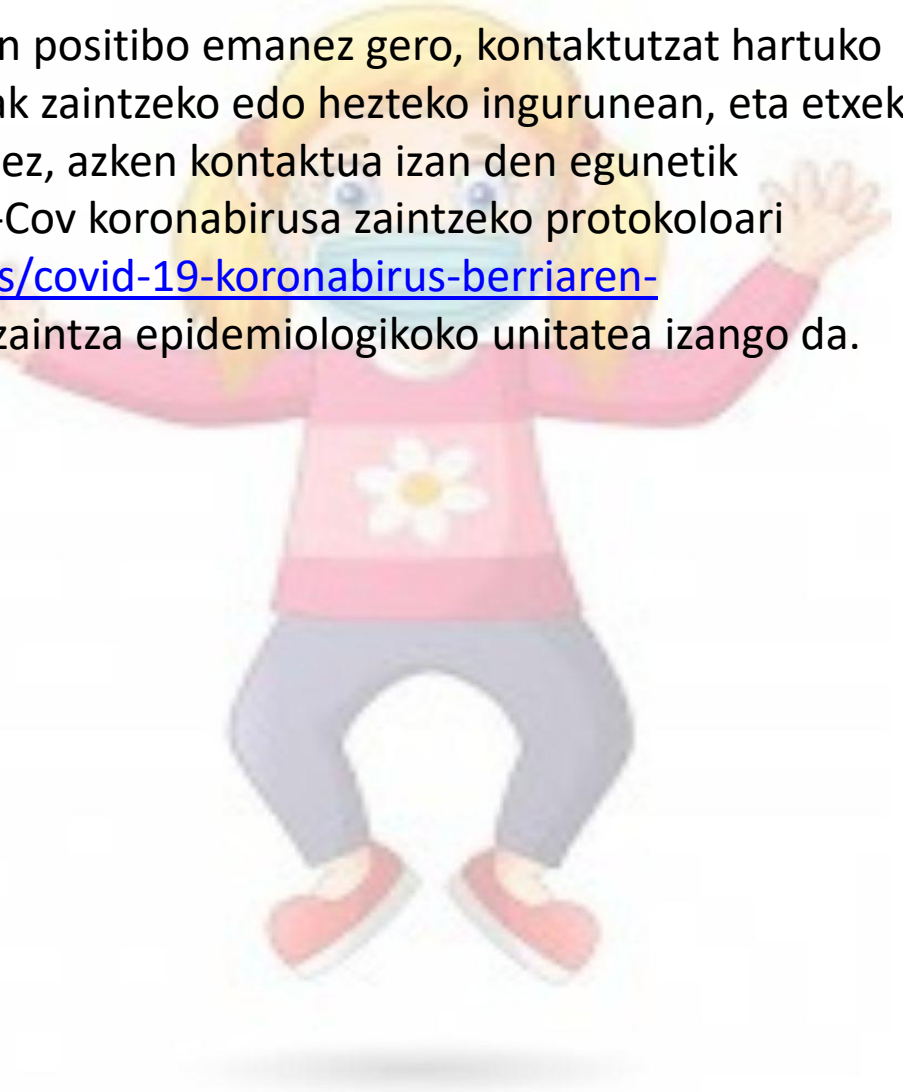 n positibo emanez gero, kontaktutzat hartuko
ak zaintzeko edo hezteko ingurunean, eta etxek
ez, azken kontaktua izan den egunetik
-Cov koronabirusa zaintzeko protokoloari
s/covid-19-koronabirus-berriaren-
zaintza epidemiologikoko unitatea izango da.